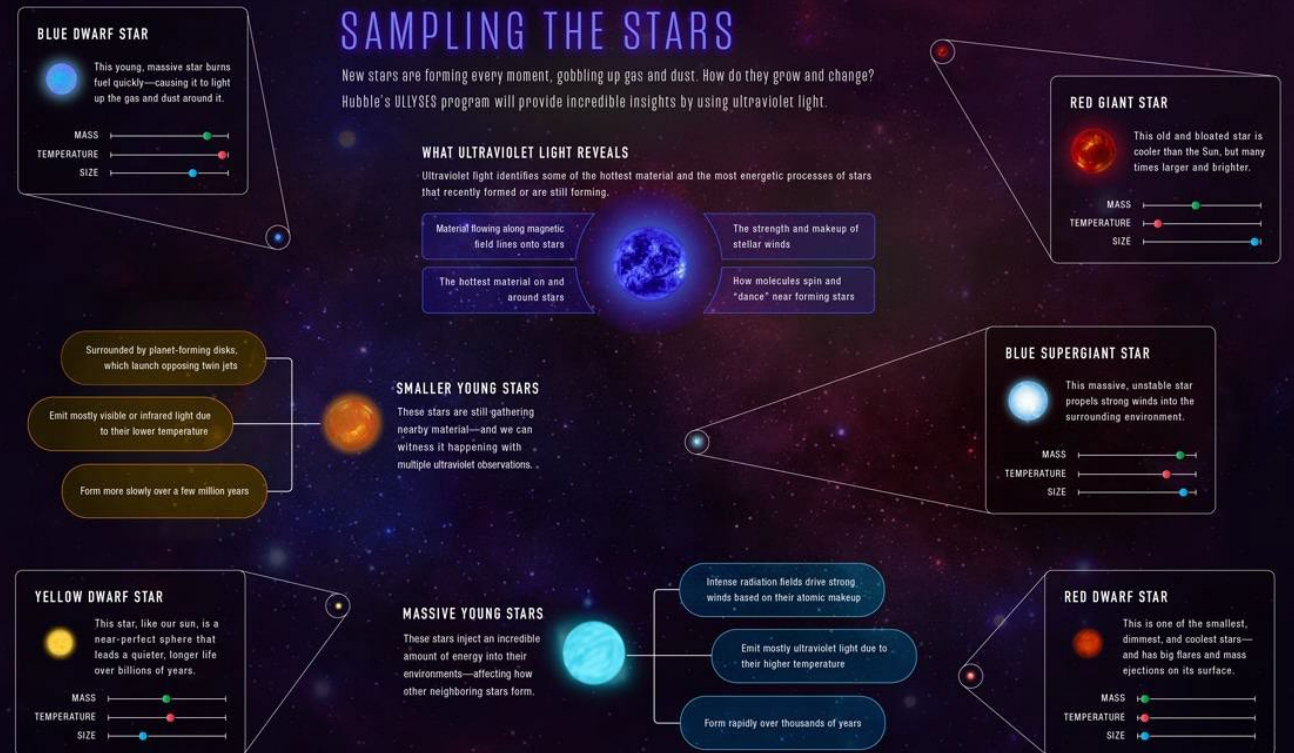 SAMPLING THE STARS
New stars are forming every moment, gobbling up gas and dust. How do they grow and change?
Hubble's ULLYSES program will provide incredible insights by using ultraviolet light.
BLUE DWARF STAR
This young, massive star burns
fuel quickly—causing it to light
up the gas and dust around it.
MASS
TEMPERATURE
SIZE
RED GIANT STAR
This old and bloated star is
cooler than the Sun, but many
times larger and brighter.
MASS
TEMPERATURE
SIZE
WHAT ULTRAVIOLET LIGHT REVEALS
Ultraviolet light identifies some of the hottest material and the most energetic processes of stars
that recently formed or are still forming.
Material flowing along magnetic
field lines onto stars
The strength and makeup of
stellar winds
The hottest material on and
around stars
How molecules spin and
"dance" near forming stars
Surrounded by planet-forming disks,
which launch opposing twin jets
Emit mostly visible or infrared light due
to their lower temperature
Form more slowly over a few million years
SMALLER YOUNG STARS
These stars are still gathering
nearby material—and we can
witness it happening with
multiple ultraviolet observations.
BLUE SUPERGIANT STAR
This massive, unstable star
propels strong winds into the
surrounding environment.
MASS
TEMPERATURE
SIZE
YELLOW DWARF STAR
This star, like our sun, is a
near-perfect sphere that
leads a quieter, longer life
over billions of years.
MASS
TEMPERATURE
SIZE
MASSIVE YOUNG STARS
These stars inject an incredible
amount of energy into their
environments—affecting how
other neighboring stars form.
Intense radiation fields drive strong
winds based on their atomic makeup
Emit mostly ultraviolet light due to
their higher temperature
Form rapidly over thousands of years
RED DWARF STAR
This is one of the smallest,
dimmest, and coolest stars—
and has big flares and mass
ejections on its surface.
MASS
TEMPERATURE
SIZE